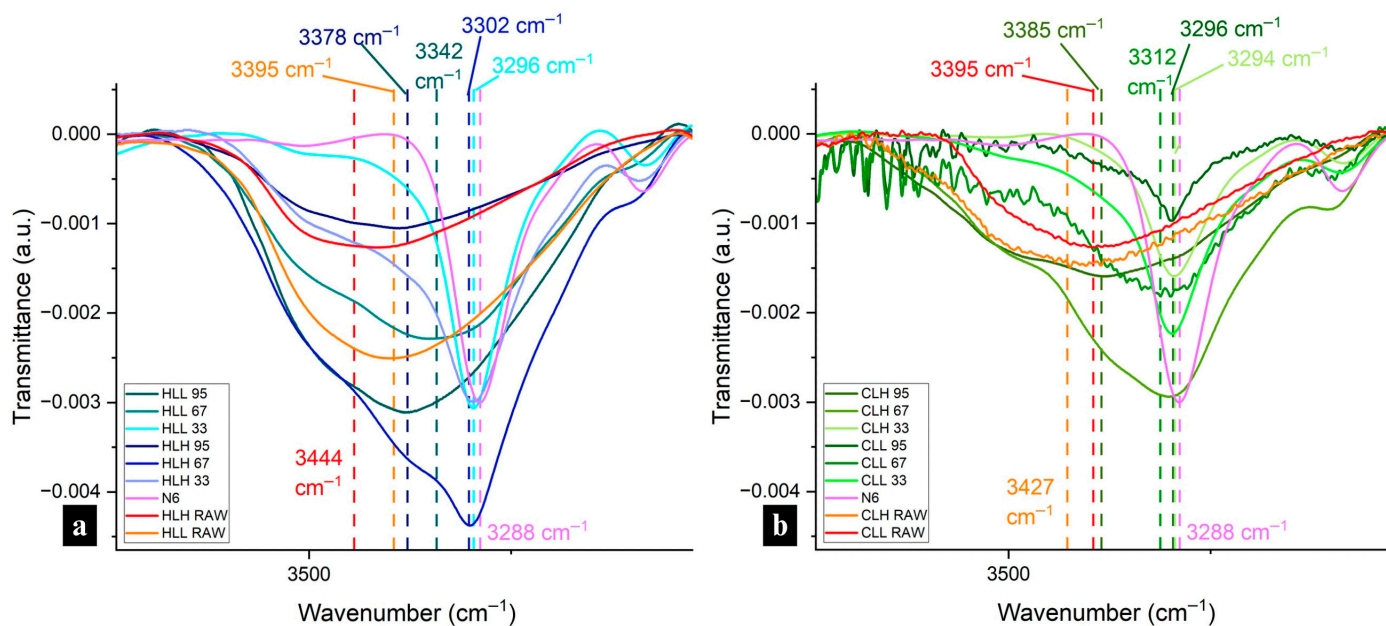 3378 cm⁻¹
3342
cm⁻¹
3302 cm⁻¹
3395 cm⁻¹
3296 cm⁻¹
0.000
−0.001
−0.002
−0.003
−0.004
Transmittance (a.u.)
HLL 95
HLL 67
HLL 33
HLH 95
HLH 67
HLH 33
N6
HLH RAW
HLL RAW
3444
cm⁻¹
3288 cm⁻¹
a
3500
Wavenumber (cm⁻¹)
3385 cm⁻¹
3296 cm⁻¹
3312
cm⁻¹
3294 cm⁻¹
3395 cm⁻¹
0.000
−0.001
−0.002
−0.003
−0.004
Transmittance (a.u.)
CLH 95
CLH 67
CLH 33
CLL 95
CLL 67
CLL 33
N6
CLH RAW
CLL RAW
3427
cm⁻¹
3288 cm⁻¹
b
3500
Wavenumber (cm⁻¹)